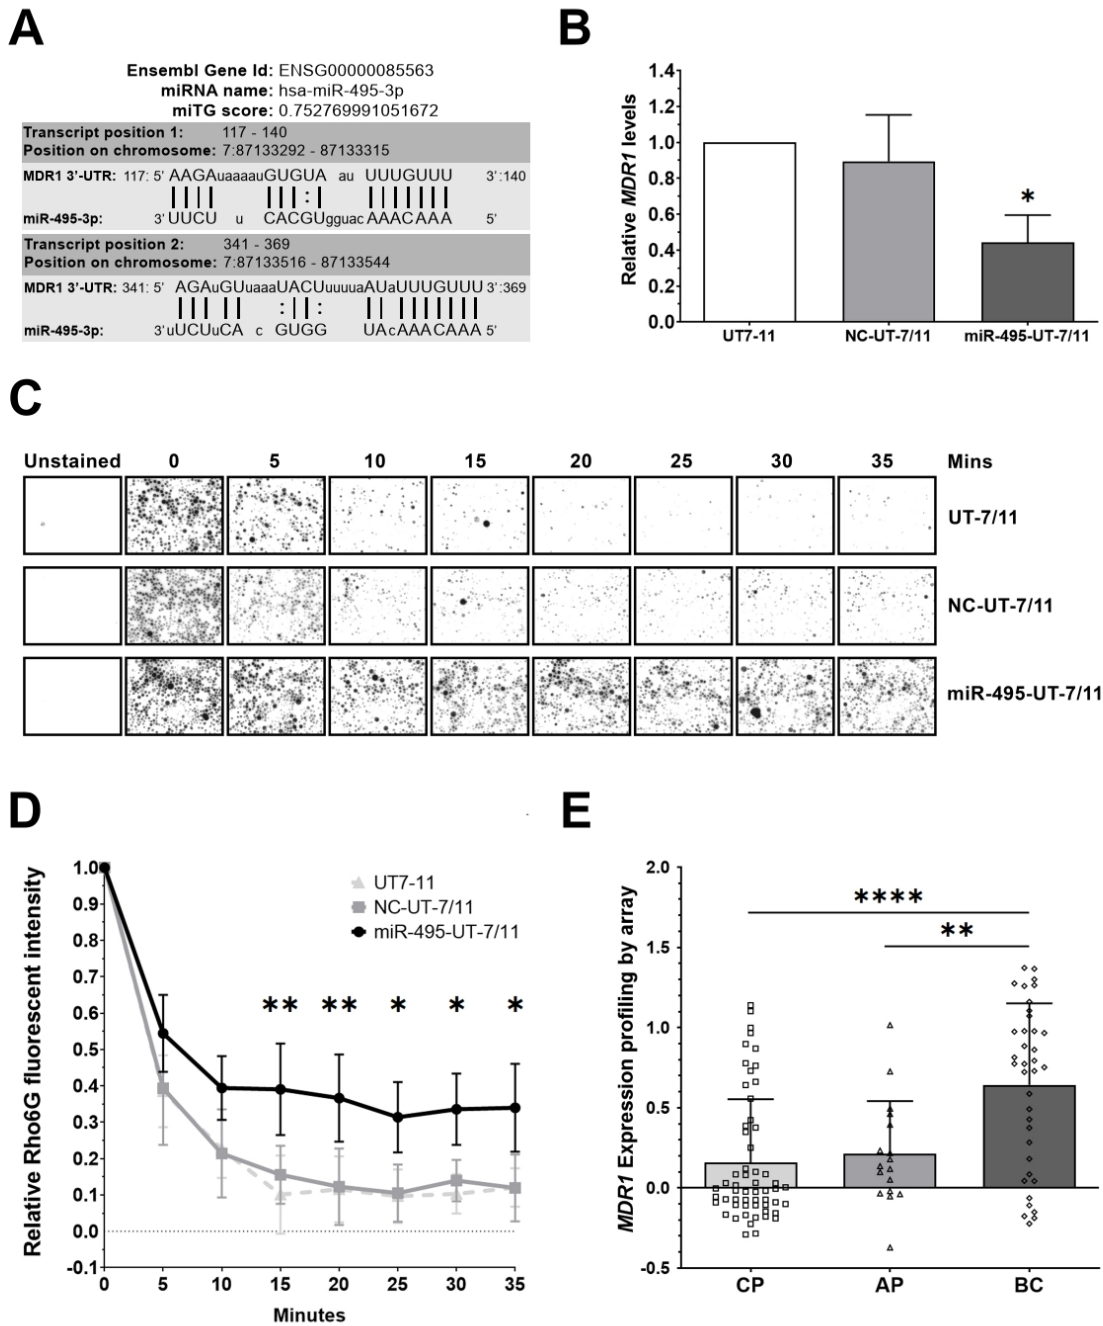 A
Ensembl Gene Id: ENSG00000085563
miRNA name: hsa-miR-495-3p
miTG score: 0.752769991051672
Transcript position 1: 117 - 140
Position on chromosome: 7:87133292 - 87133315
MDR1 3'-UTR: 117: 5' AAGAuaaaauGUGUA au UUUGUUU 3':140
miR-495-3p: 3' UUCU u CACGUgguac AAACAAA 5'
Transcript position 2: 341 - 369
Position on chromosome: 7:87133516 - 87133544
MDR1 3'-UTR: 341: 5' AGAuGUuaaaUACUuuuuaAUaUUUGUUU 3':369
miR-495-3p: 3'uUCUuCA c GUGG UAcAAACAAA 5'
B
Relative MDR1 levels
1.4
1.2
1.0
0.8
0.6
0.4
0.2
0.0
*
UT7-11 NC-UT-7/11 miR-495-UT-7/11
C
Unstained 0 5 10 15 20 25 30 35 Mins
UT-7/11
NC-UT-7/11
miR-495-UT-7/11
D
Relative Rho6G fluorescent intensity
1.0
0.9
0.8
0.7
0.6
0.5
0.4
0.3
0.2
0.1
0.0
-0.1
UT7-11
NC-UT-7/11
miR-495-UT-7/11
** ** * * *
0 5 10 15 20 25 30 35
Minutes
E
MDR1 Expression profiling by array
2.0
1.5
1.0
0.5
0.0
-0.5
****
**
CP AP BC